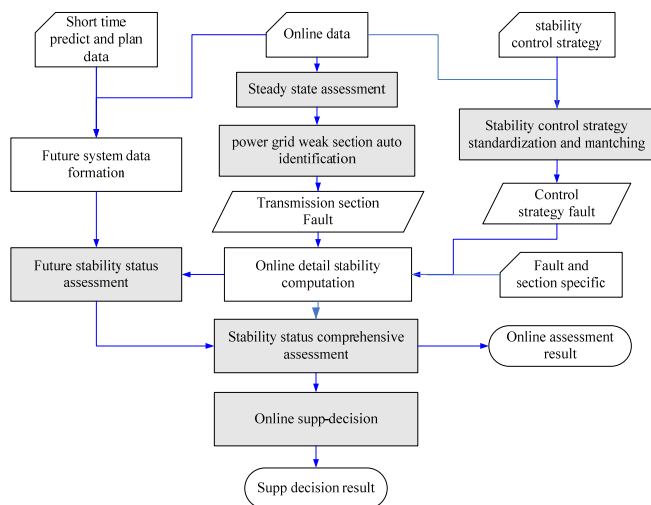 Short time
predict and plan
data
Online data
stability
control strategy
Steady state assessment
Stability control strategy
standardization and mantching
power grid weak section auto
identification
Future system data
formation
Transmission section
Fault
Control
strategy fault
Future stability status
assessment
Online detail stability
computation
Fault and
section specific
Stability status comprehensive
assessment
Online assessment
result
Online supp-decision
Supp decision result